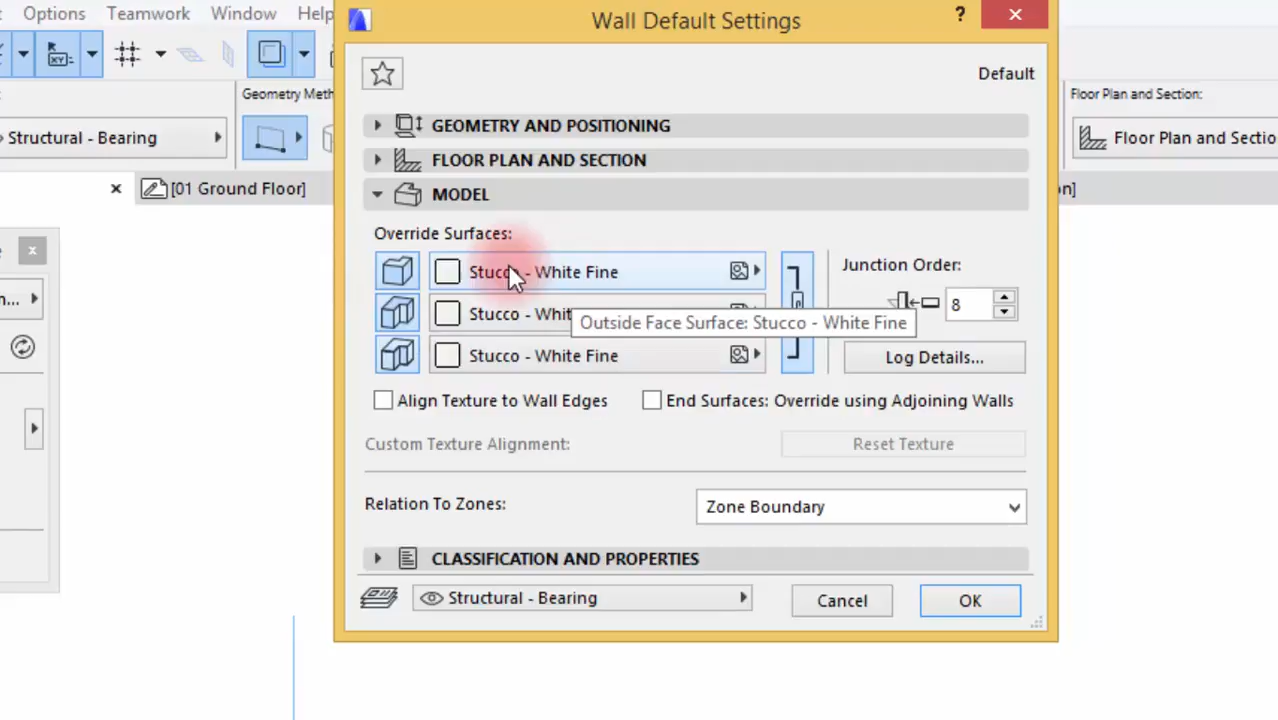 Options Teamwork Window Help
Wall Default Settings
?
Default
Geometry Meth
Floor Plan and Section:
GEOMETRY AND POSITIONING
Structural - Bearing
Floor Plan and Sectio
FLOOR PLAN AND SECTION
[01 Ground Floor]
MODEL
Override Surfaces:
Stucco - White Fine
Junction Order:
Stucco - Whit
8
Outside Face Surface: Stucco - White Fine
Stucco - White Fine
Log Details...
Align Texture to Wall Edges
End Surfaces: Override using Adjoining Walls
Custom Texture Alignment:
Reset Texture
Relation To Zones:
Zone Boundary
CLASSIFICATION AND PROPERTIES
Structural - Bearing
Cancel
OK